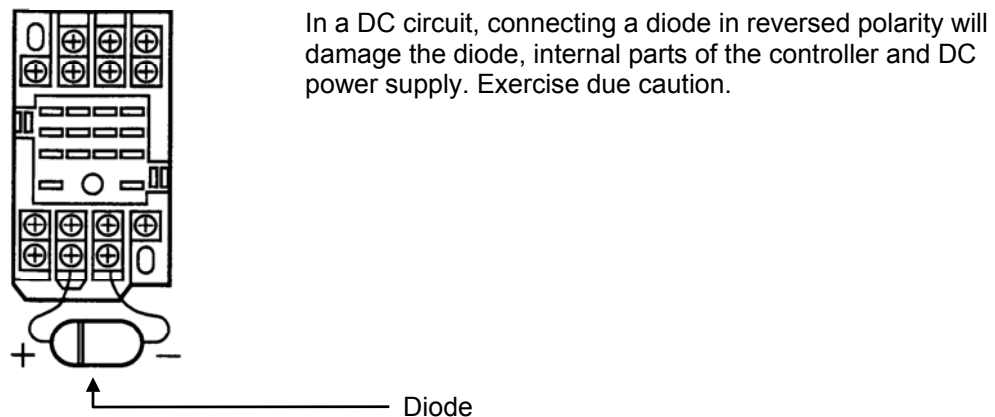 In a DC circuit, connecting a diode in reversed polarity will
damage the diode, internal parts of the controller and DC
power supply. Exercise due caution.
+ −
Diode